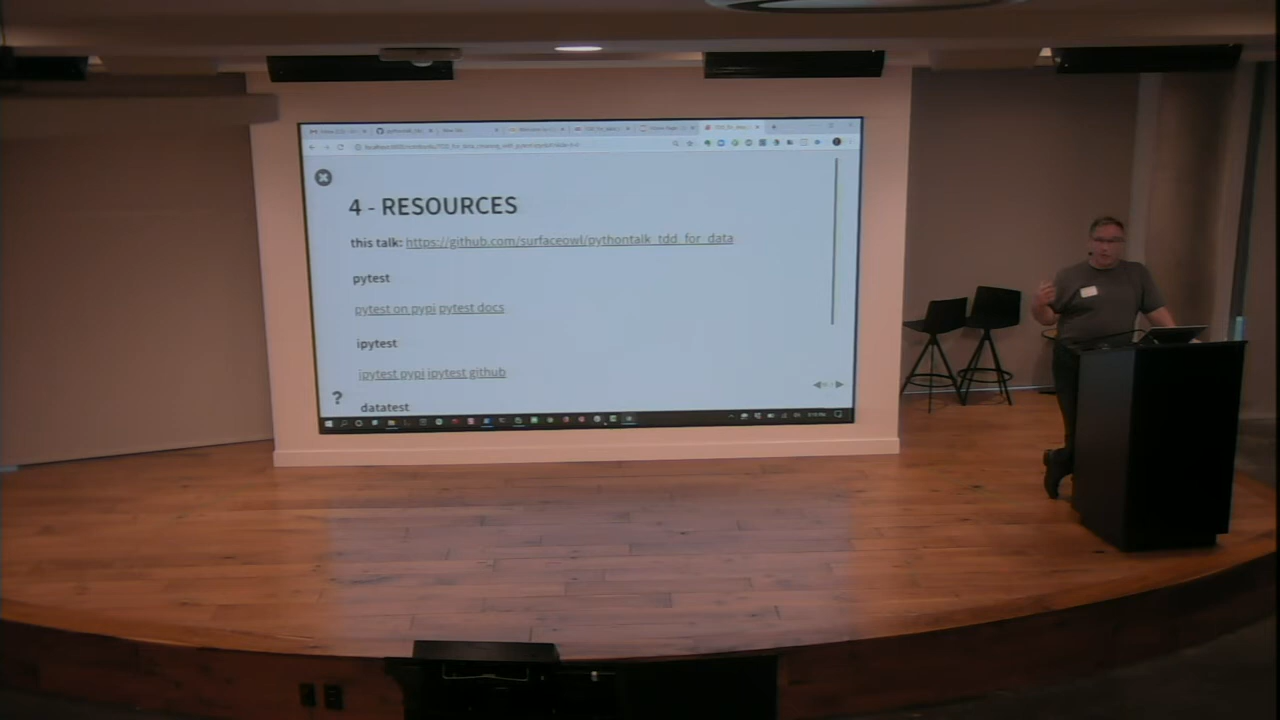 4 - RESOURCES
this talk: https://github.com/surfaceowl/pythontalk_tdd_for_data
pytest
pytest on pypi pytest docs
ipytest
ipytest pypi ipytest github
?
datatest